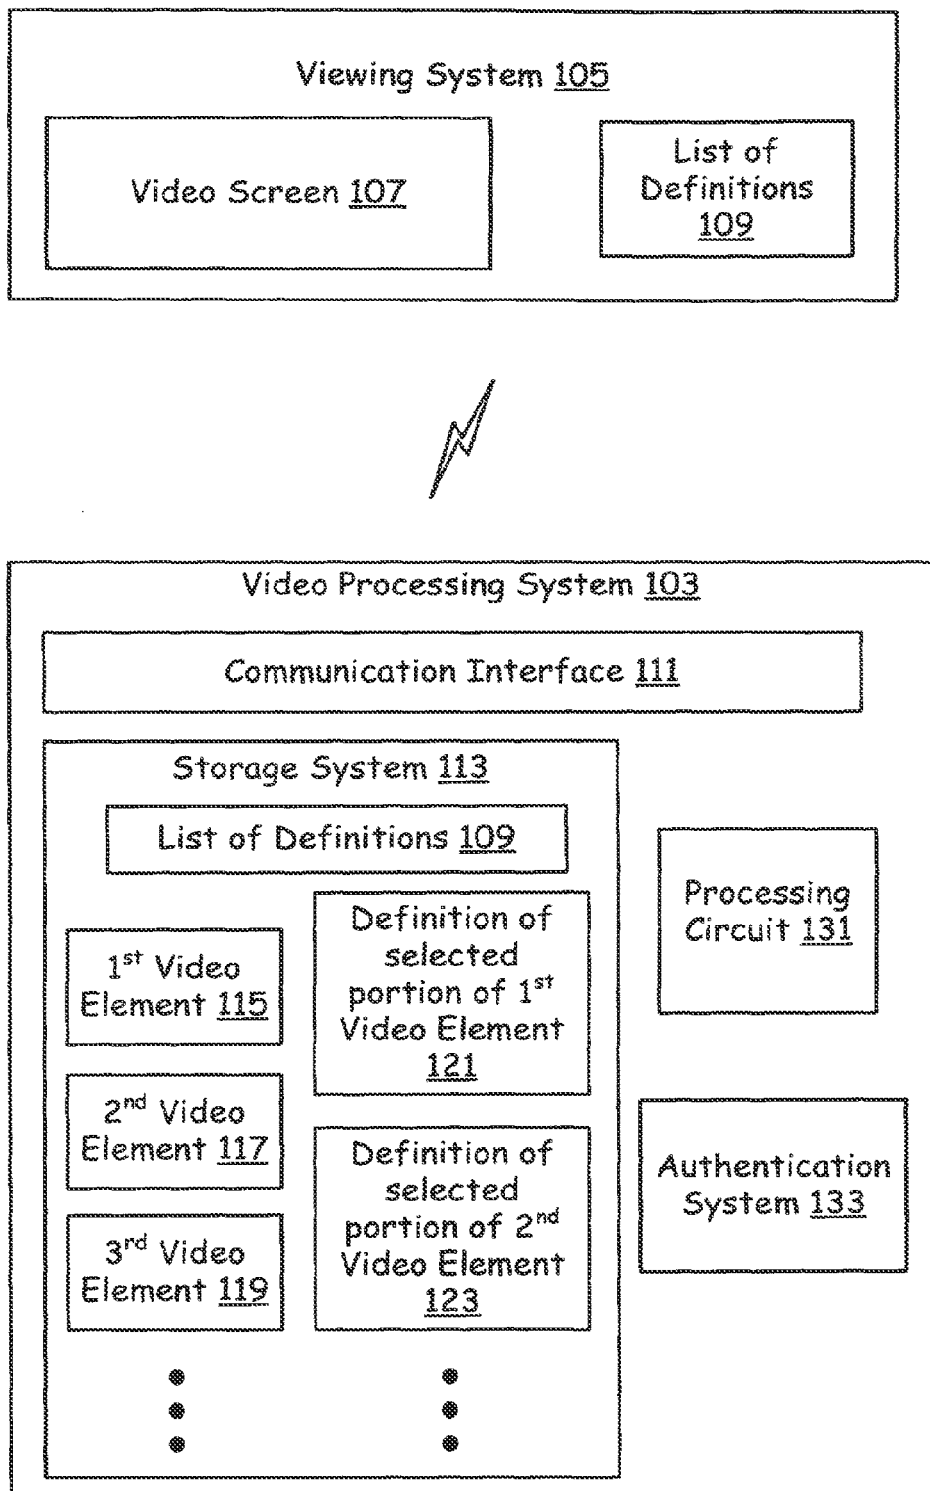 Viewing System 105
Video Screen 107
List of
Definitions
109
Video Processing System 103
Communication Interface 111
Storage System 113
List of Definitions 109
1st Video
Element 115
2nd Video
Element 117
3rd Video
Element 119
Definition of
selected
portion of 1st
Video Element
121
Definition of
selected
portion of 2nd
Video Element
123
Processing
Circuit 131
Authentication
System 133